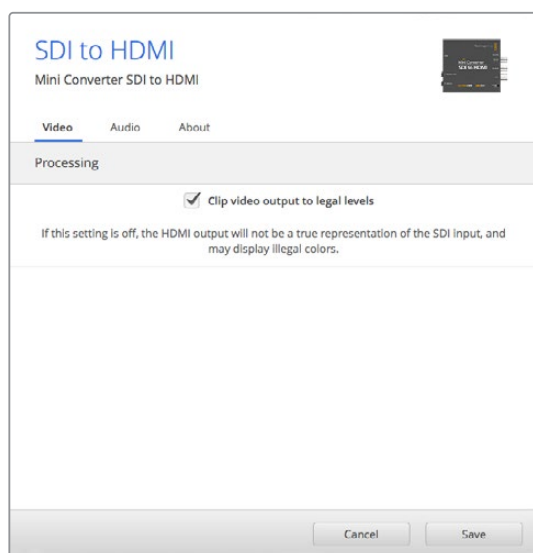 SDI to HDMI
Mini Converter SDI to HDMI
Video Audio About
Processing
Clip video output to legal levels
If this setting is off, the HDMI output will not be a true representation of the SDI input, and
may display illegal colors.
Cancel Save